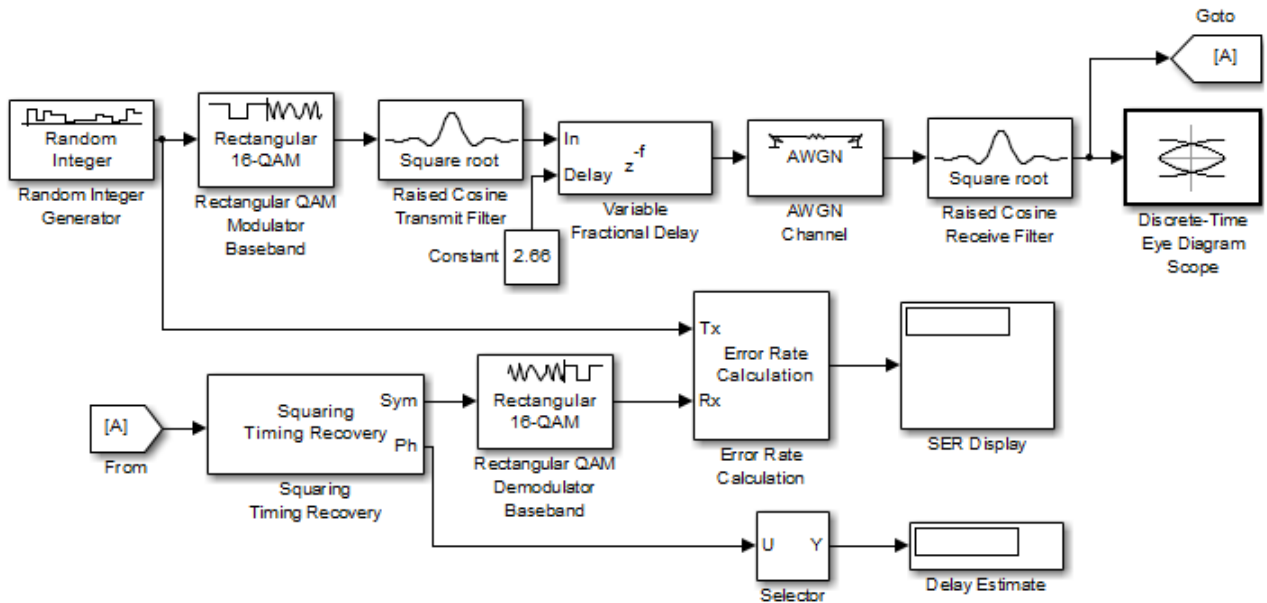 Goto
[A]
Random
Integer
Random Integer
Generator
Rectangular
16-QAM
Rectangular QAM
Modulator
Baseband
Square root
Raised Cosine
Transmit Filter
Constant
2.66
In
Delay
z
-f
Variable
Fractional Delay
AWGN
AWGN
Channel
Square root
Raised Cosine
Receive Filter
Discrete-Time
Eye Diagram
Scope
[A]
From
Squaring
Timing Recovery
Sym
Ph
Squaring
Timing Recovery
Rectangular
16-QAM
Rectangular QAM
Demodulator
Baseband
Tx
Error Rate
Calculation
Rx
Error Rate
Calculation
SER Display
U
Y
Selector
Delay Estimate